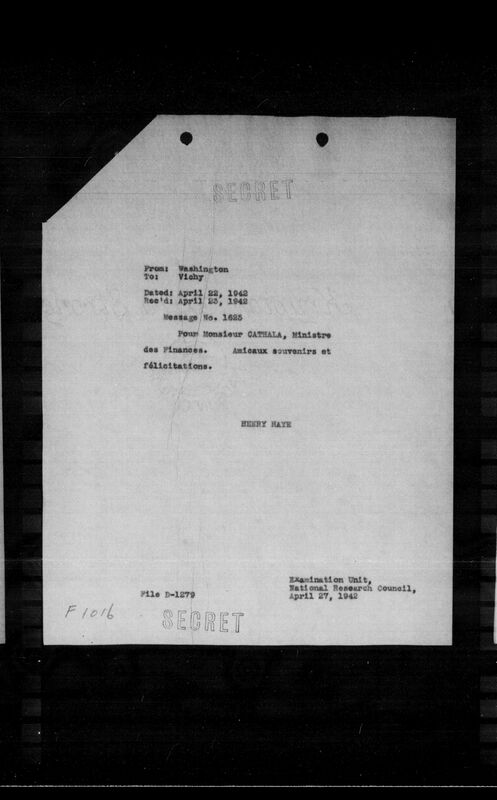 SECRET
From: Washington
To: Vichy
Dated: April 22, 1942
Rec'd: April 23, 1942
Message No. 1623
Pour Monsieur CATHALA, Ministre
des Finances. Amicaux souvenirs et
félicitations.
HENRY HAYE
Examination Unit,
National Research Council,
April 27, 1942
File D-1279
F 1016
SECRET